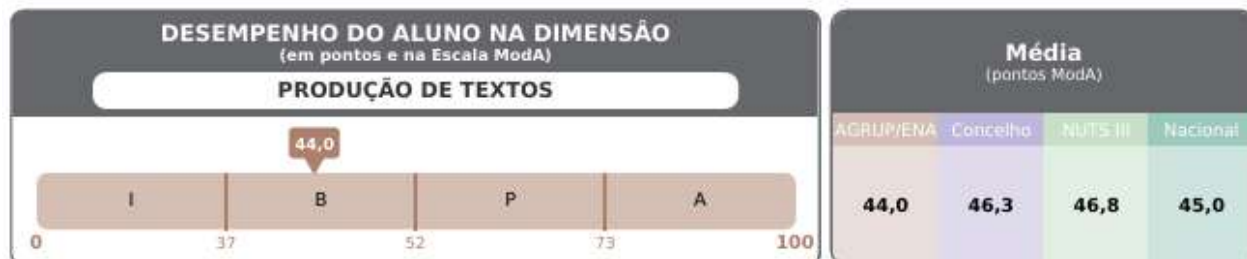 DESEMPENHO DO ALUNO NA DIMENSÃO
(em pontos e na Escala ModA)
PRODUÇÃO DE TEXTOS
44,0
I B P A
0 37 52 73 100
Média
(pontos ModA)
AGRUP/ENA Concelho NUTS III Nacional
44,0 46,3 46,8 45,0